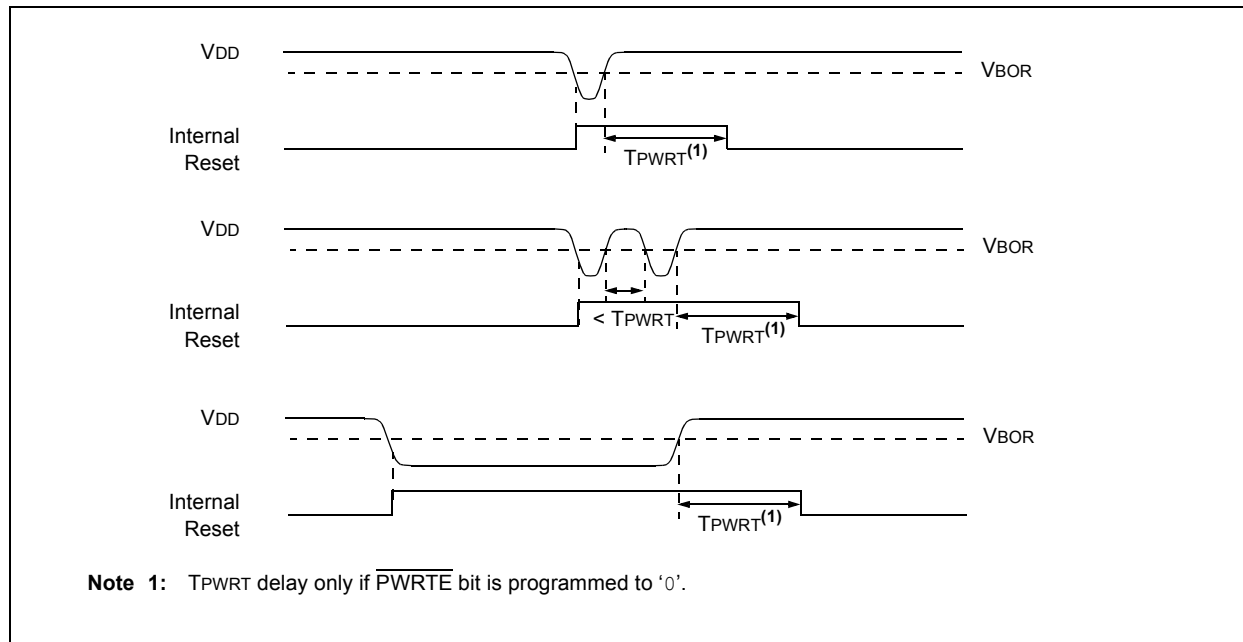 VDD
VBOR
Internal
Reset
TPWRT(1)
VDD
VBOR
Internal
Reset
< TPWRT
TPWRT(1)
VDD
VBOR
Internal
Reset
TPWRT(1)
Note 1: TPWRT delay only if PWRTE bit is programmed to ‘0’.